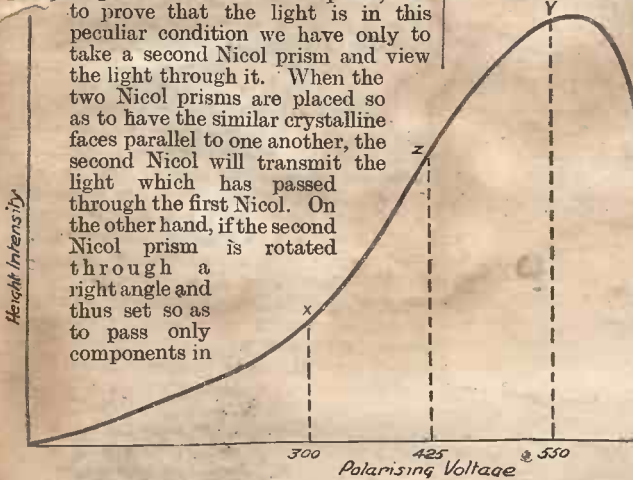 to prove that the light is in this
peculiar condition we have only to
take a second Nicol prism and view
the light through it. When the
two Nicol prisms are placed so
as to have the similar crystalline
faces parallel to one another, the
second Nicol will transmit the
light which has passed
through the first Nicol. On
the other hand, if the second
Nicol prism is rotated
through a
right angle and
thus set so as
to pass only
components in
Height Intensity
X
Z
Y
300
425
550
Polarising Voltage